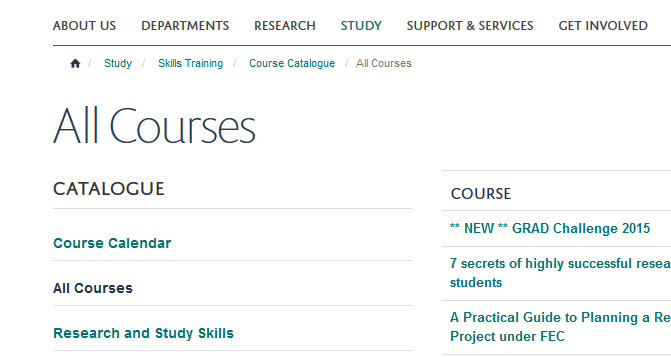 ABOUT US DEPARTMENTS RESEARCH STUDY SUPPORT & SERVICES GET INVOLVED
/ Study / Skills Training / Course Catalogue / All Courses
All Courses
CATALOGUE
Course Calendar
All Courses
Research and Study Skills
COURSE
** NEW ** GRAD Challenge 2015
7 secrets of highly successful resea
students
A Practical Guide to Planning a Re
Project under FEC